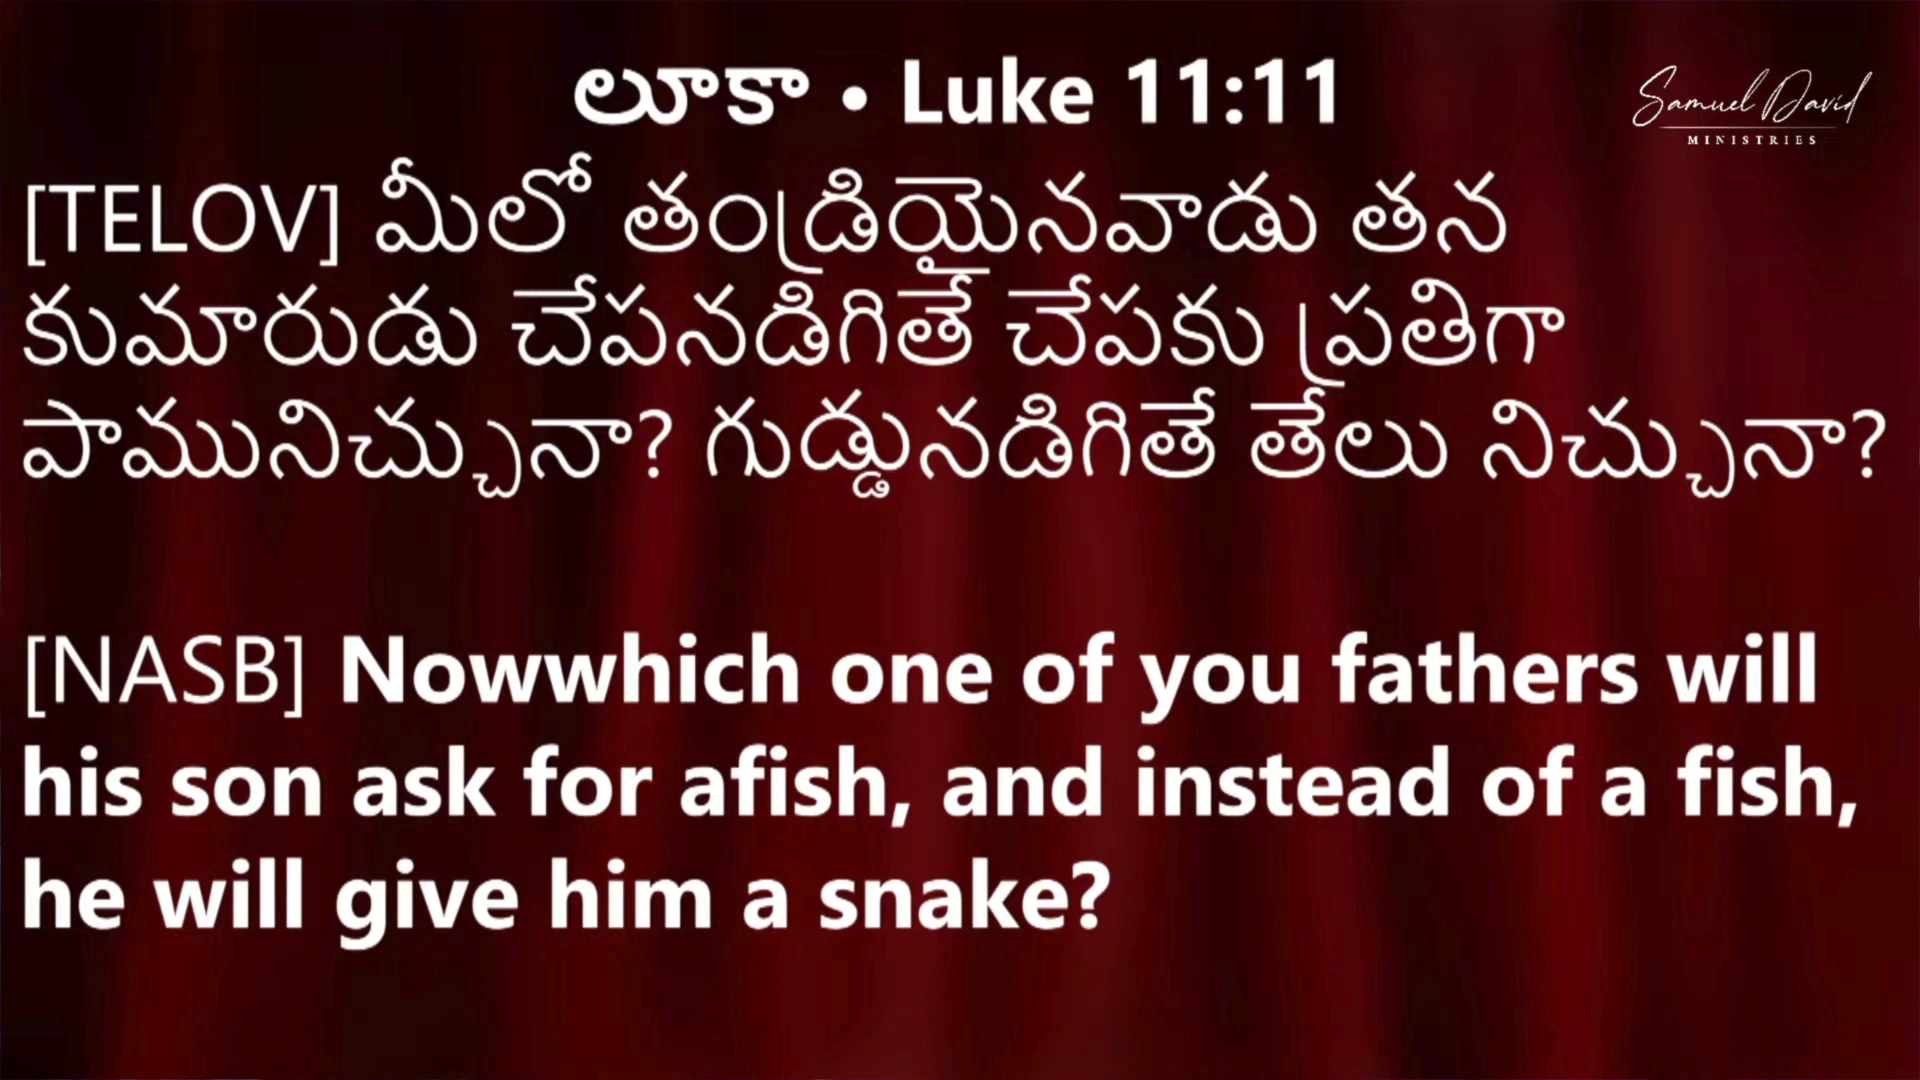 లూకా • Luke 11:11
Samuel David
MINISTRIES
[TELOV] మీలో తండ్రియైనవాడు తన
కుమారుడు చేపనడిగితే చేపకు ప్రతిగా
పామునిచ్చునా? గుడ్డునడిగితే తేలు నిచ్చునా?
[NASB] Nowwhich one of you fathers will
his son ask for afish, and instead of a fish,
he will give him a snake?